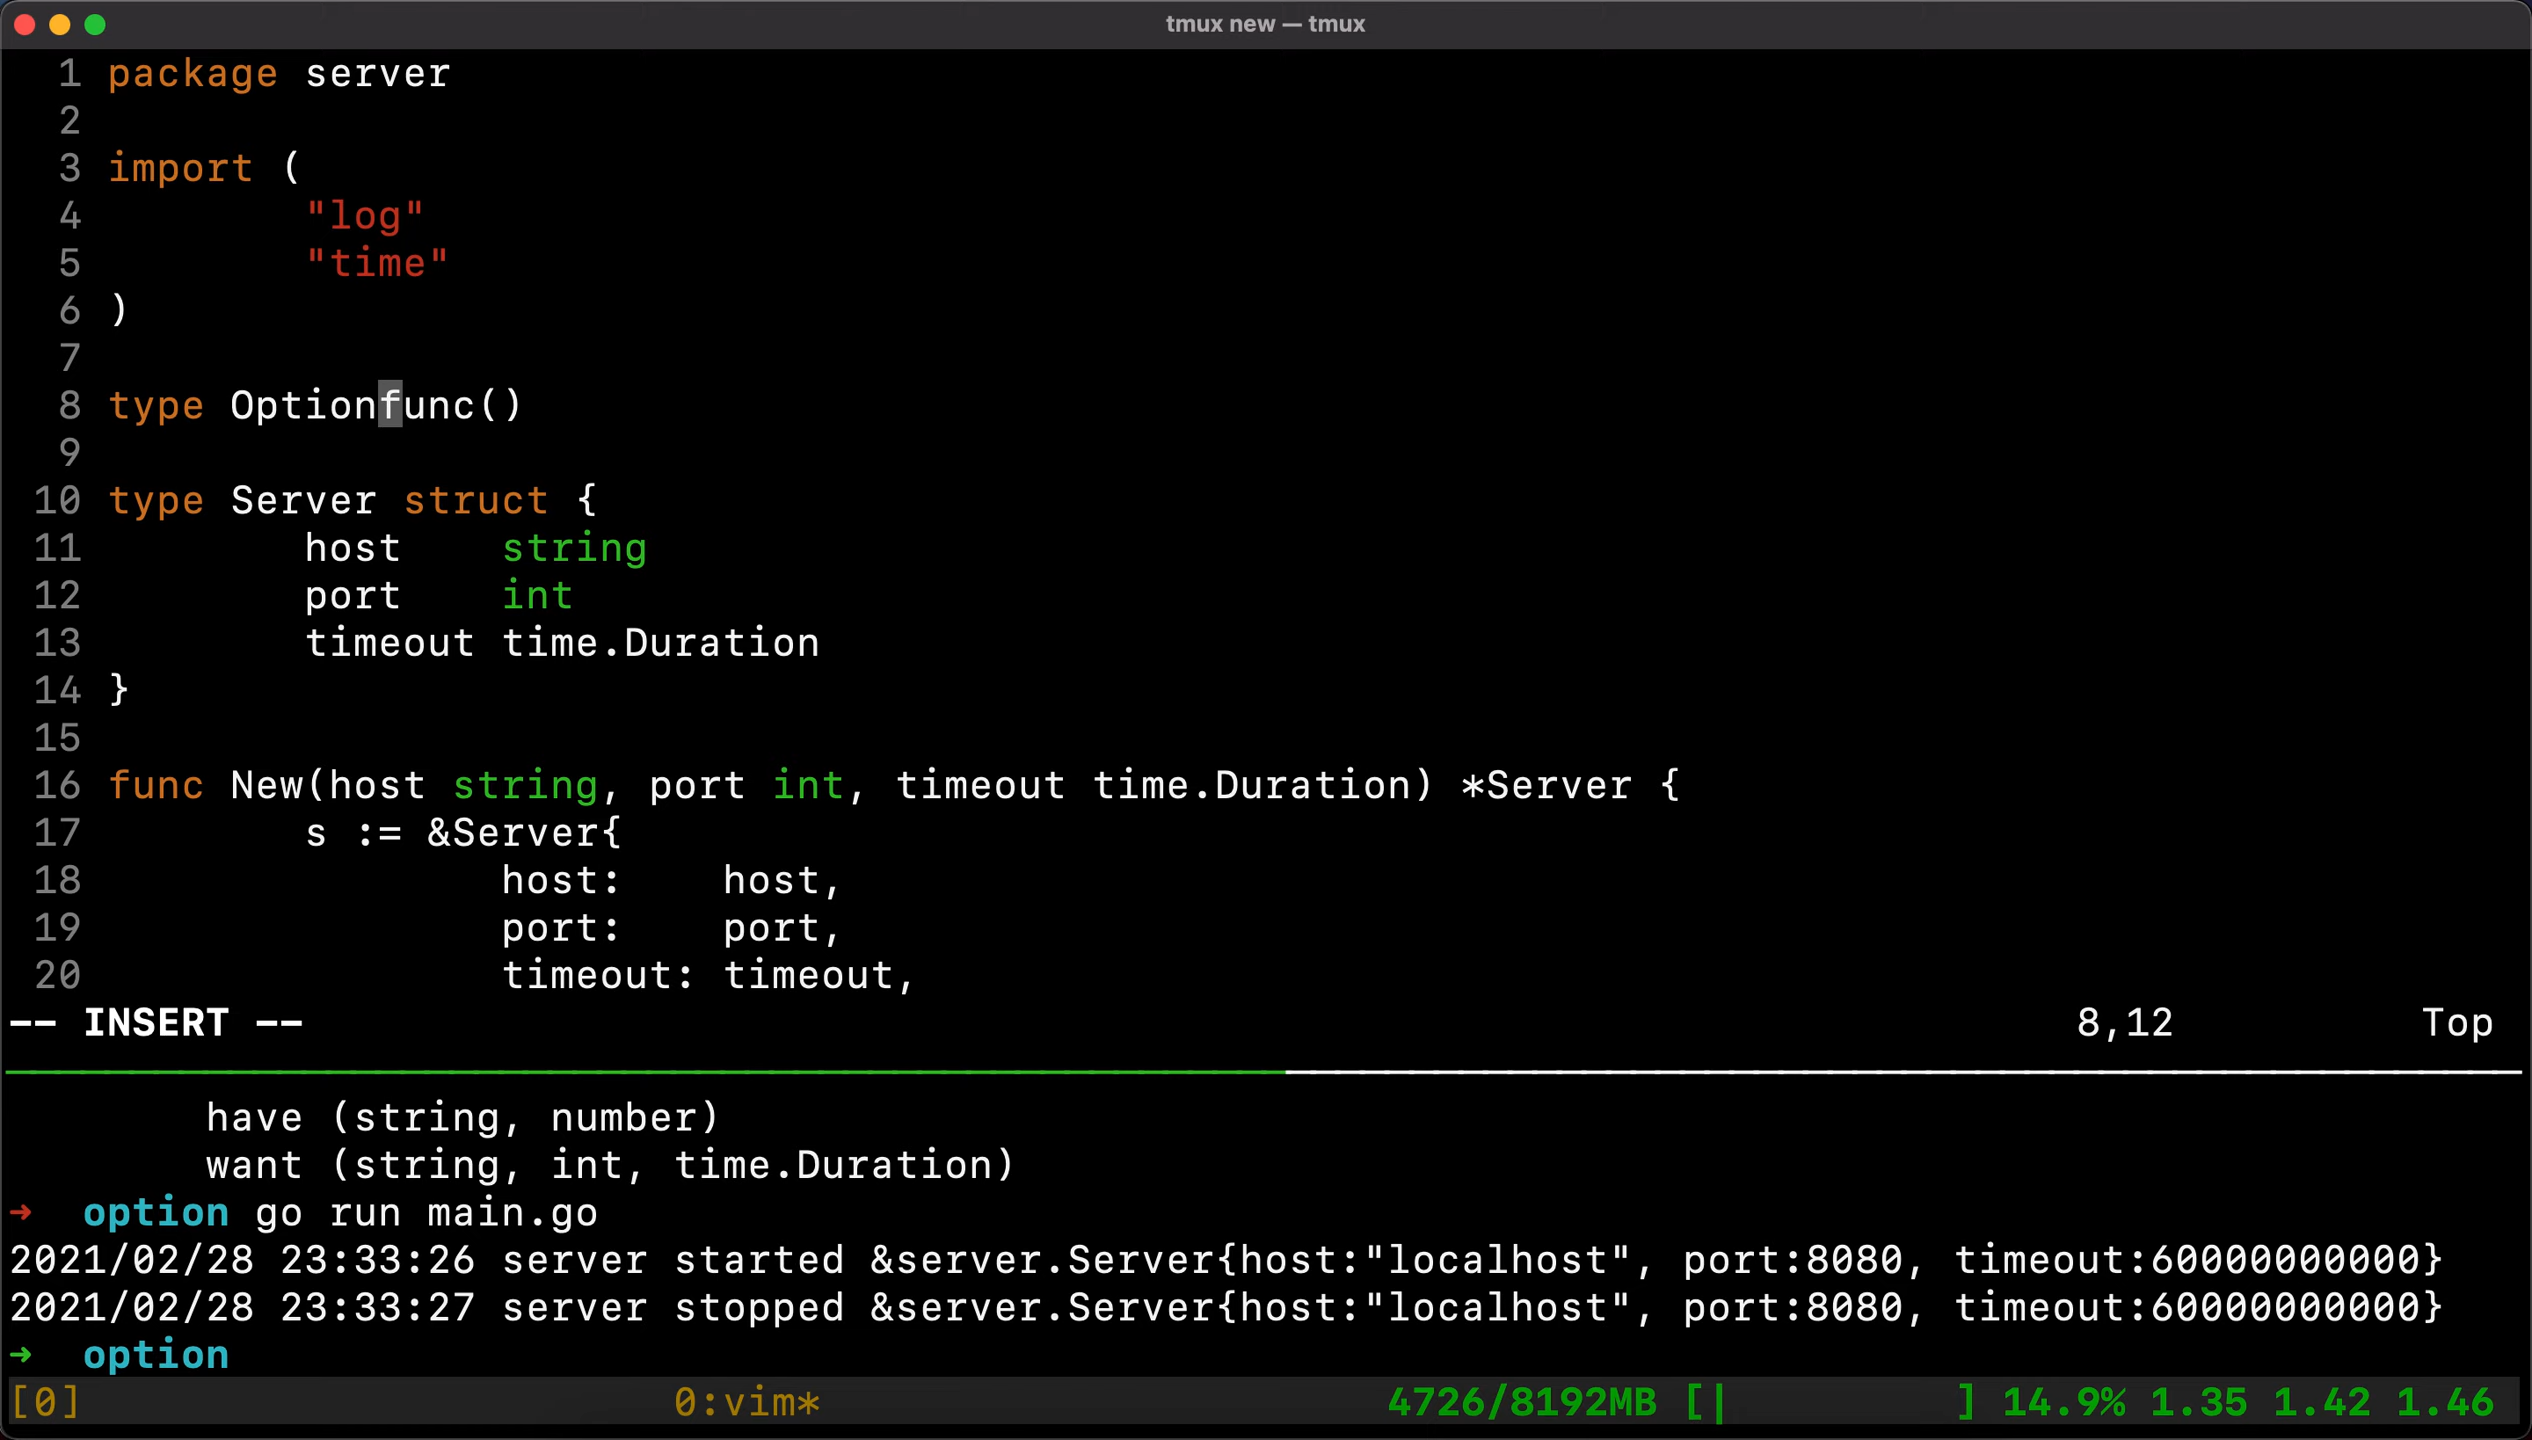 tmux new — tmux
1 package server
2
3 import (
4         "log"
5         "time"
6 )
7
8 type Optionfunc()
9
10 type Server struct {
11         host    string
12         port    int
13         timeout time.Duration
14 }
15
16 func New(host string, port int, timeout time.Duration) *Server {
17         s := &Server{
18                 host:    host,
19                 port:    port,
20                 timeout: timeout,
-- INSERT -- 8,12 Top
have (string, number)
want (string, int, time.Duration)
➜  option go run main.go
2021/02/28 23:33:26 server started &server.Server{host:"localhost", port:8080, timeout:60000000000}
2021/02/28 23:33:27 server stopped &server.Server{host:"localhost", port:8080, timeout:60000000000}
➜  option
[0] 0:vim* 4726/8192MB [|         ] 14.9% 1.35 1.42 1.46